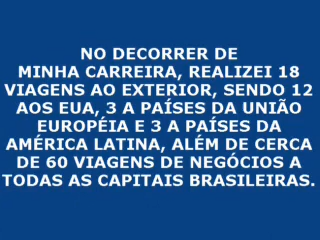 NO DECORRER DE
MINHA CARREIRA, REALIZEI 18
VIAGENS AO EXTERIOR, SENDO 12
AOS EUA, 3 A PAÍSES DA UNIÃO
EUROPÉIA E 3 A PAÍSES DA
AMÉRICA LATINA, ALÉM DE CERCA
DE 60 VIAGENS DE NEGÓCIOS A
TODAS AS CAPITAIS BRASILEIRAS.